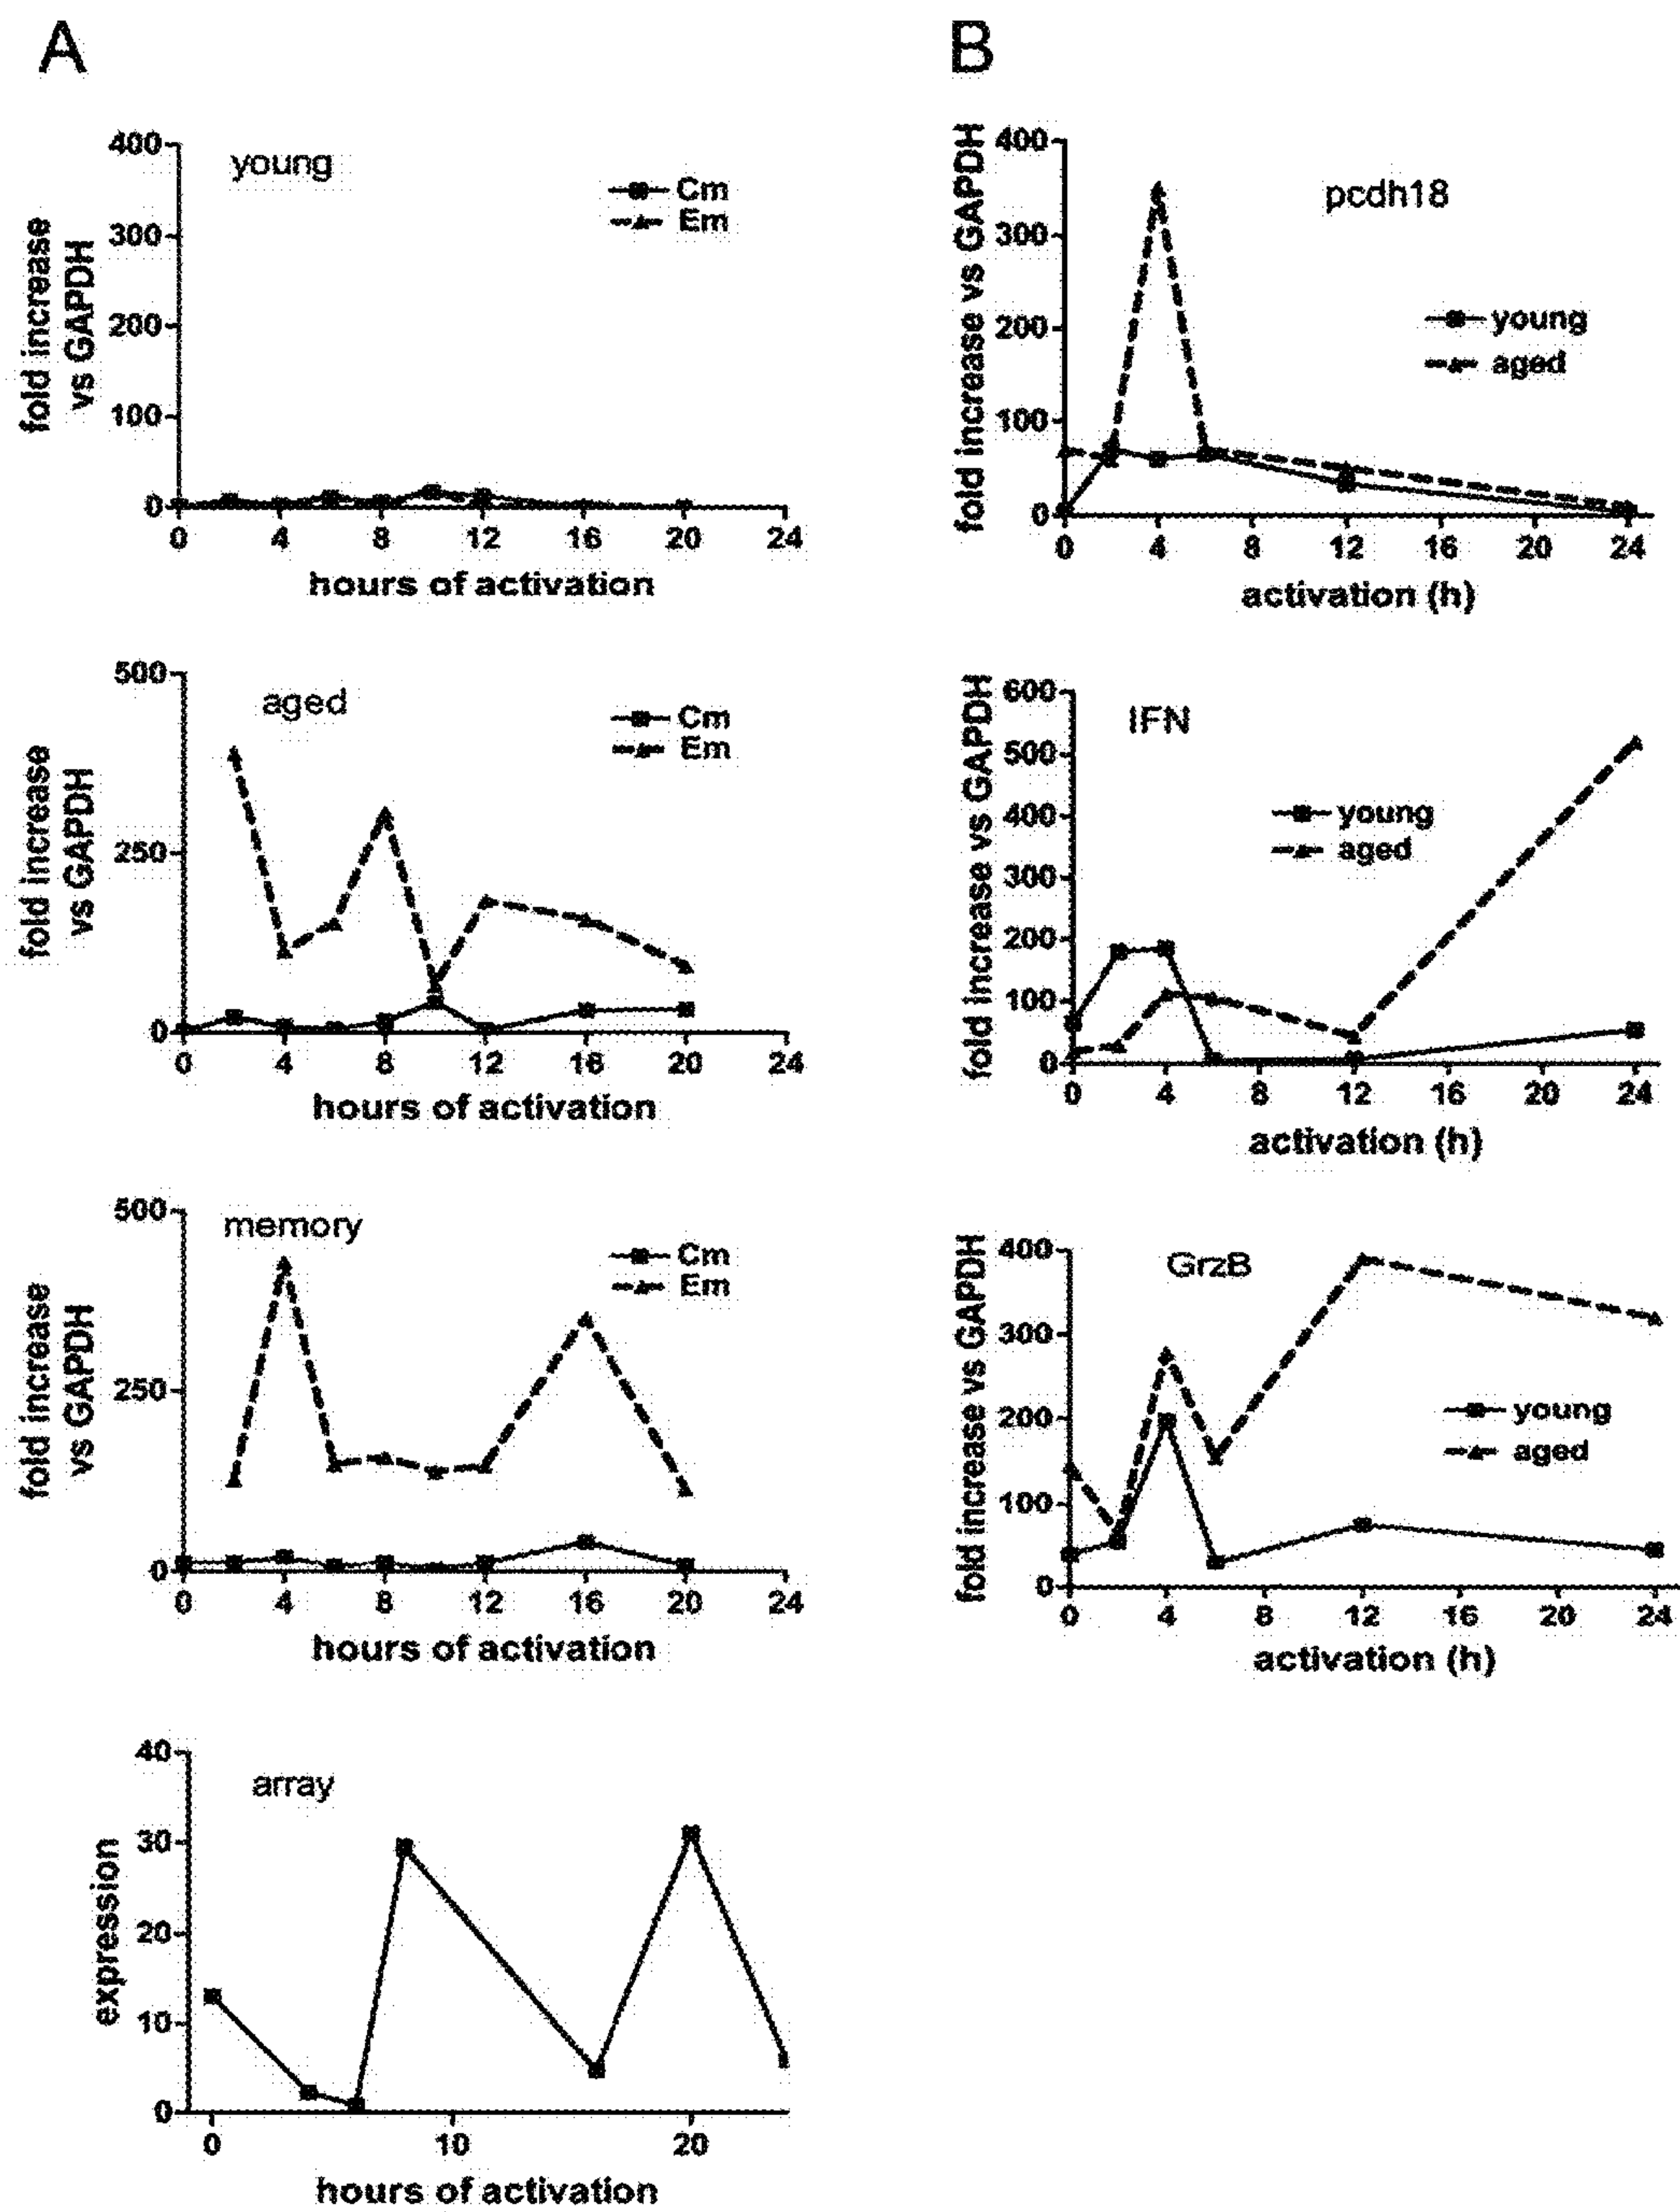 A
400
young
Cm
Em
300
200
100
0
fold increase
vs GAPDH
0 4 8 12 16 20 24
hours of activation
500
aged
Cm
Em
250
0
fold increase
vs GAPDH
0 4 8 12 16 20 24
hours of activation
500
memory
Cm
Em
250
0
fold increase
vs GAPDH
0 4 8 12 16 20 24
hours of activation
40
array
30
20
10
0
expression
0 10 20
hours of activation
B
400
pcdh18
300
young
200
aged
100
0
fold increase vs GAPDH
0 4 8 12 16 20 24
activation (h)
600
IFN
500
400
young
aged
300
200
100
0
fold increase vs GAPDH
0 4 8 12 16 20 24
activation (h)
400
GrzB
300
200
young
aged
100
0
fold increase vs GAPDH
0 4 8 12 16 20 24
activation (h)